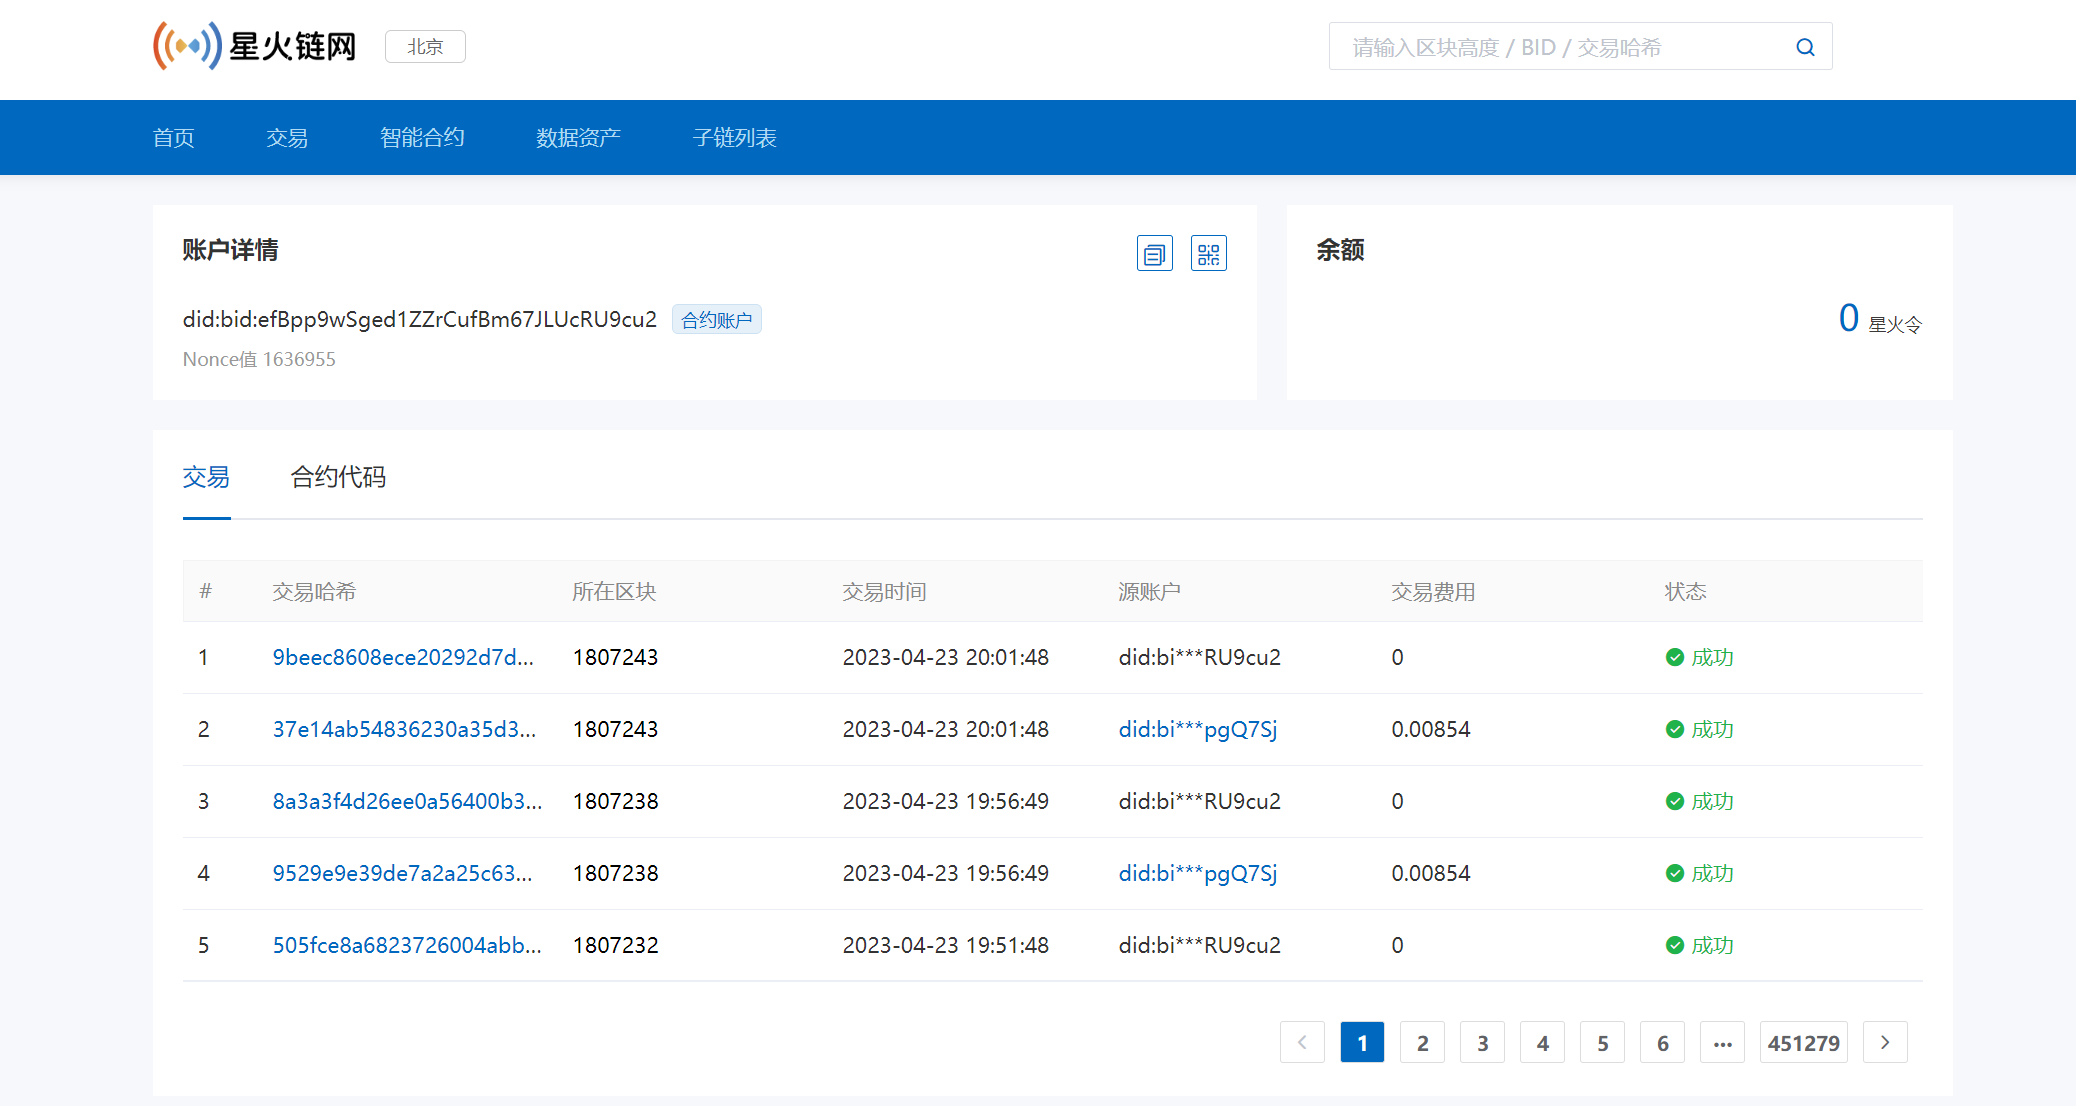 星火链网 北京 请输入区块高度 / BID / 交易哈希
首页 交易 智能合约 数据资产 子链列表
账户详情
did:bid:efBpp9wSged1ZZrCufBm67JLUcRU9cu2 合约账户
Nonce值 1636955
余额
0 星火令
交易 合约代码
# 交易哈希 所在区块 交易时间 源账户 交易费用 状态
1 9beec8608ece20292d7d... 1807243 2023-04-23 20:01:48 did:bi***RU9cu2 0 成功
2 37e14ab54836230a35d3... 1807243 2023-04-23 20:01:48 did:bi***pgQ7Sj 0.00854 成功
3 8a3a3f4d26ee0a56400b3... 1807238 2023-04-23 19:56:49 did:bi***RU9cu2 0 成功
4 9529e9e39de7a2a25c63... 1807238 2023-04-23 19:56:49 did:bi***pgQ7Sj 0.00854 成功
5 505fce8a6823726004abb... 1807232 2023-04-23 19:51:48 did:bi***RU9cu2 0 成功
1 2 3 4 5 6 ... 451279